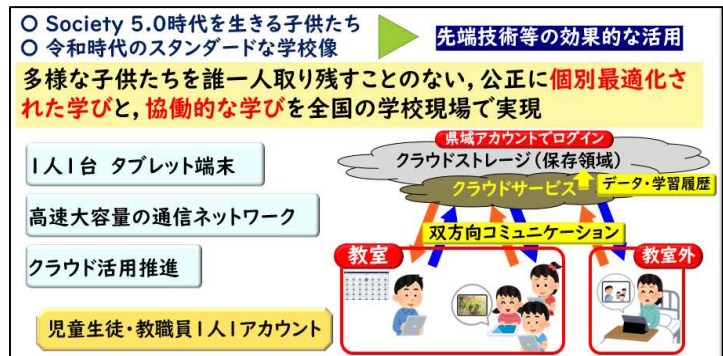 ○ Society 5.0時代を生きる子供たち
○ 令和時代のスタンダードな学校像
先端技術等の効果的な活用
多様な子供たちを誰一人取り残すことのない,公正に個別最適化さ
れた学びと,協働的な学びを全国の学校現場で実現
1人1台 タブレット端末
高速大容量の通信ネットワーク
クラウド活用推進
児童生徒・教職員1人1アカウント
県域アカウントでログイン
クラウドストレージ(保存領域)
クラウドサービス
データ・学習履歴
双方向コミュニケーション
教室
教室外